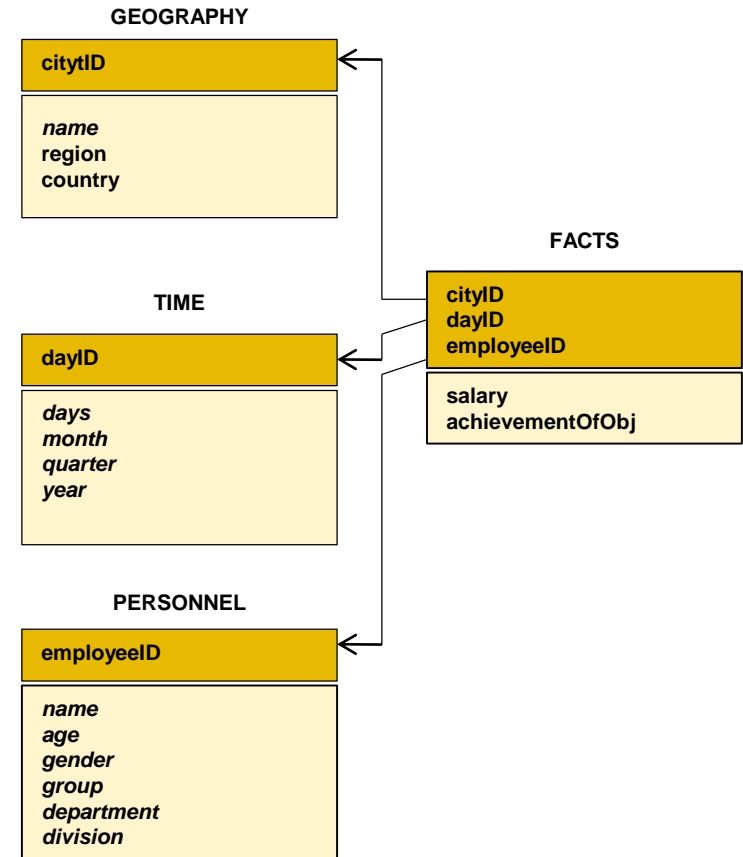 GEOGRAPHY
citytID
name
region
country
TIME
dayID
days
month
quarter
year
PERSONNEL
employeeID
name
age
gender
group
department
division
FACTS
cityID
dayID
employeeID
salary
achievementOfObj